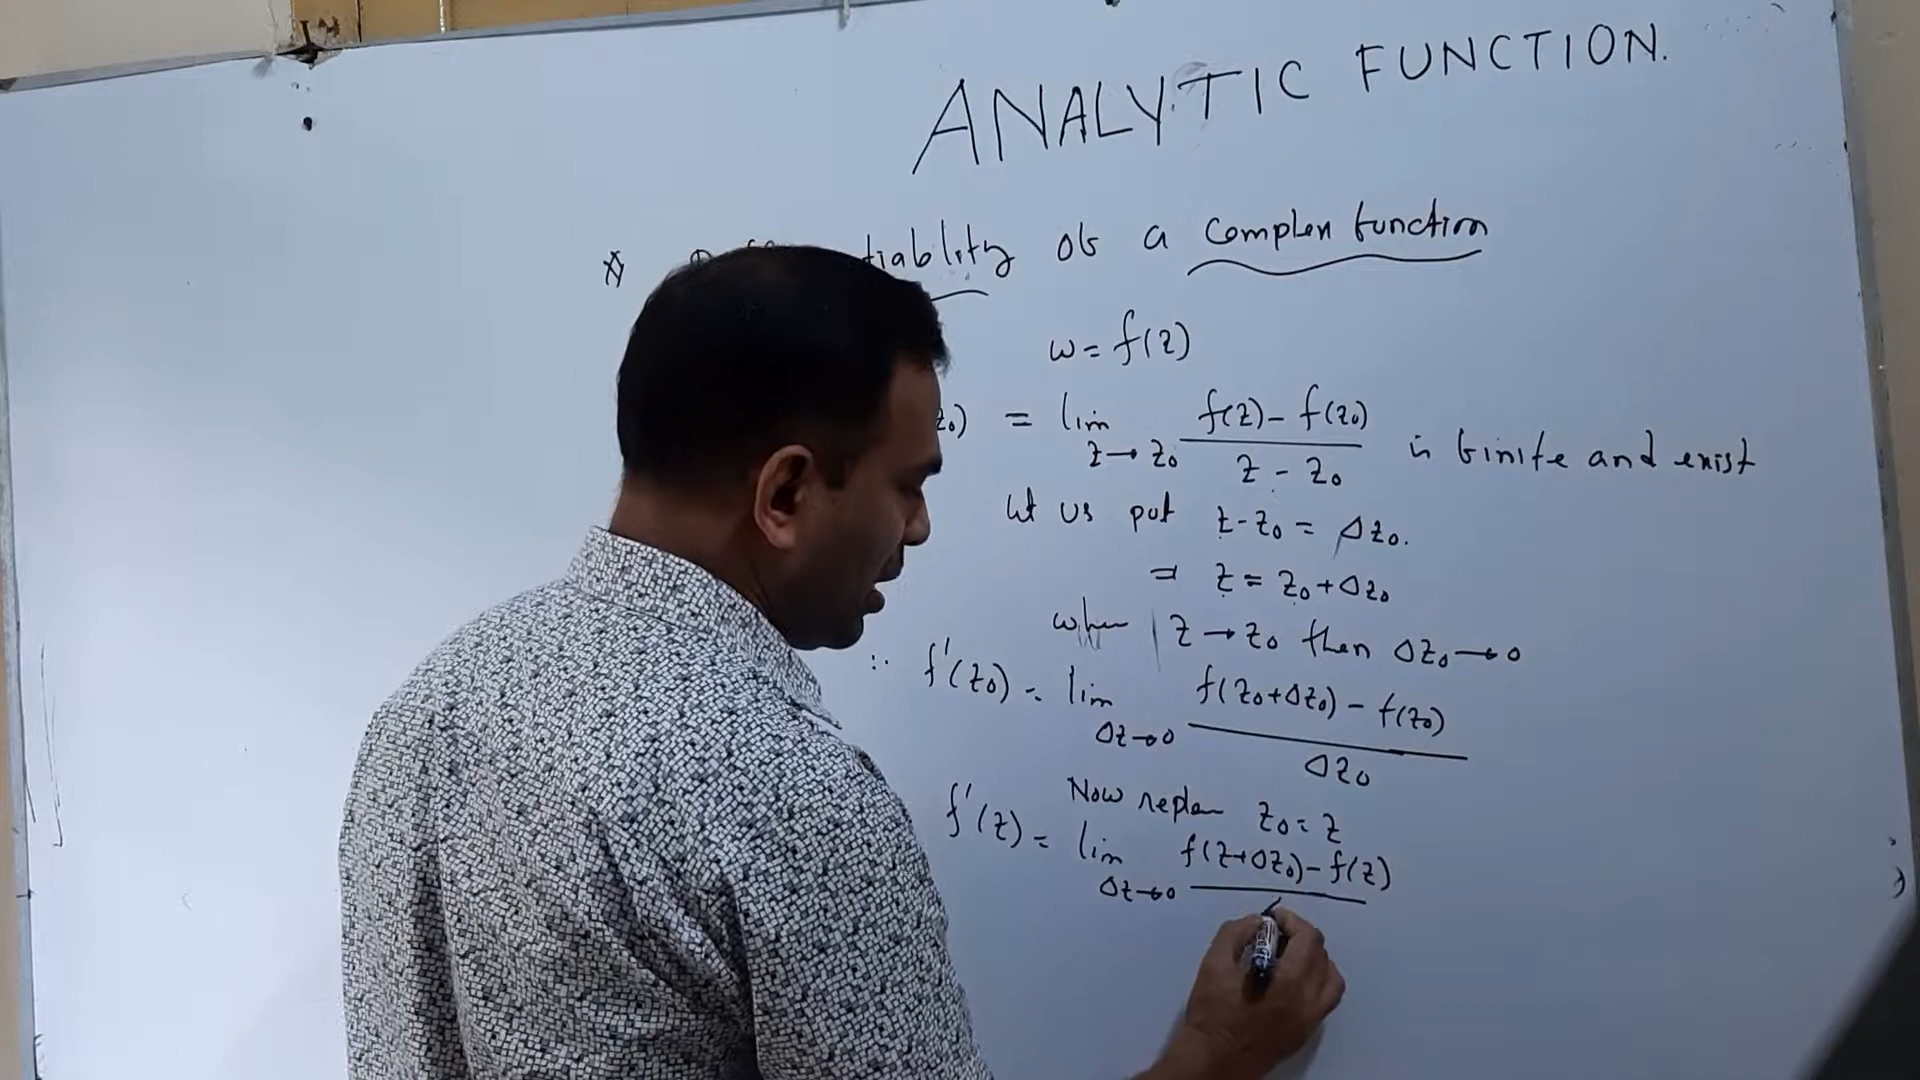 ANALYTIC FUNCTION.
of a complex function
w = f(z)
z₀) = lim z→z₀ f(z) - f(z₀) / z - z₀ is finite and exist
let us put z - z₀ = Δz₀.
⇒ z = z₀ + Δz₀
when z → z₀ then Δz₀ → 0
∴ f'(z₀) = lim Δz→0 f(z₀+Δz₀) - f(z₀) / Δz₀
Now z₀ = z
f'(z) = lim Δz→0 f(z+Δz₀) - f(z)